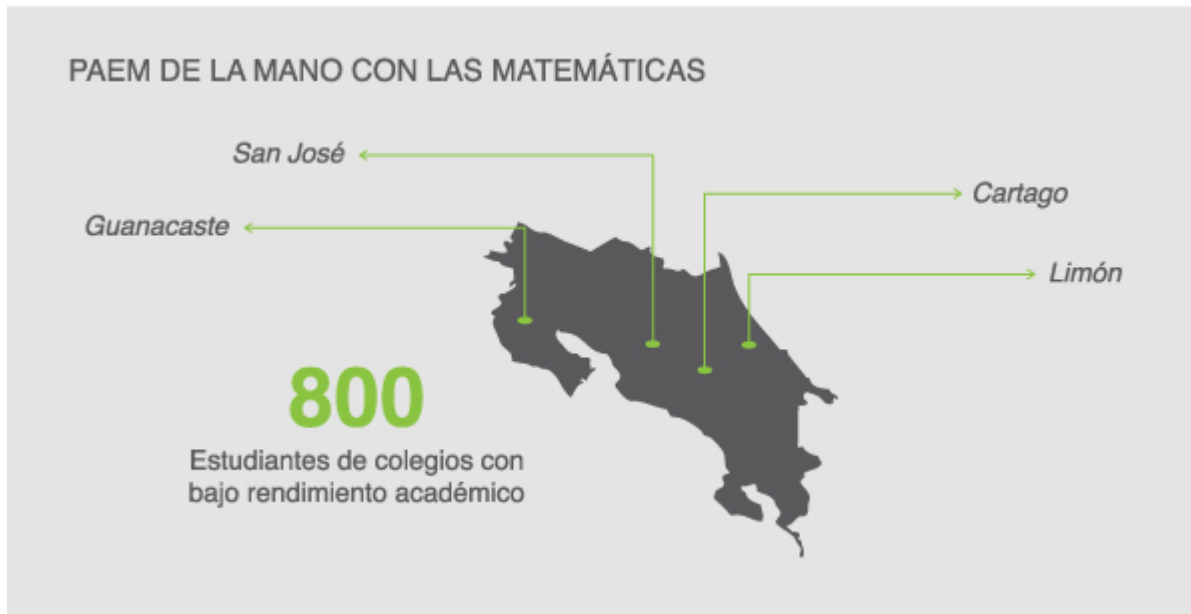 PAEM DE LA MANO CON LAS MATEMÁTICAS
San José
Cartago
Guanacaste
Limón
800
Estudiantes de colegios con
bajo rendimiento académico